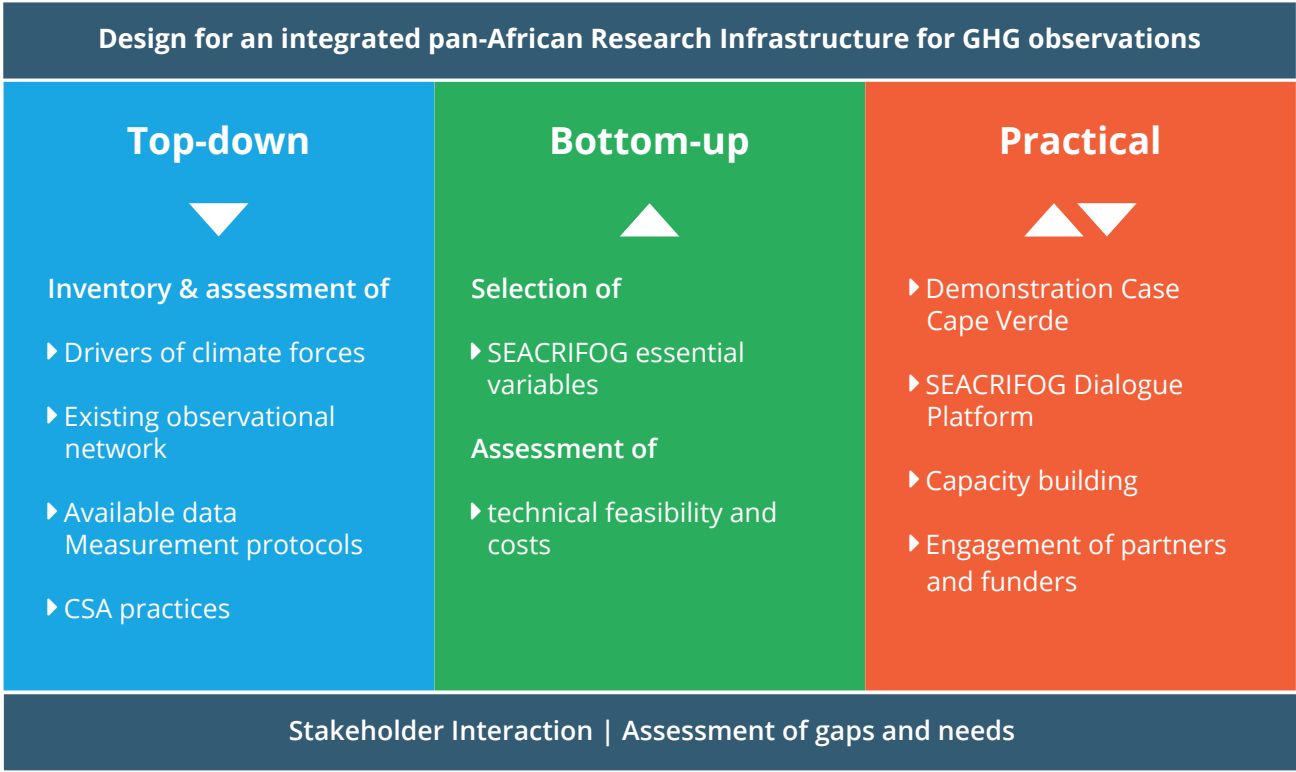 Design for an integrated pan-African Research Infrastructure for GHG observations
Top-down
Inventory & assessment of
Drivers of climate forces
Existing observational
network
Available data
Measurement protocols
CSA practices
Bottom-up
Selection of
SEACRIFOG essential
variables
Assessment of
technical feasibility and
costs
Practical
Demonstration Case
Cape Verde
SEACRIFOG Dialogue
Platform
Capacity building
Engagement of partners
and funders
Stakeholder Interaction | Assessment of gaps and needs